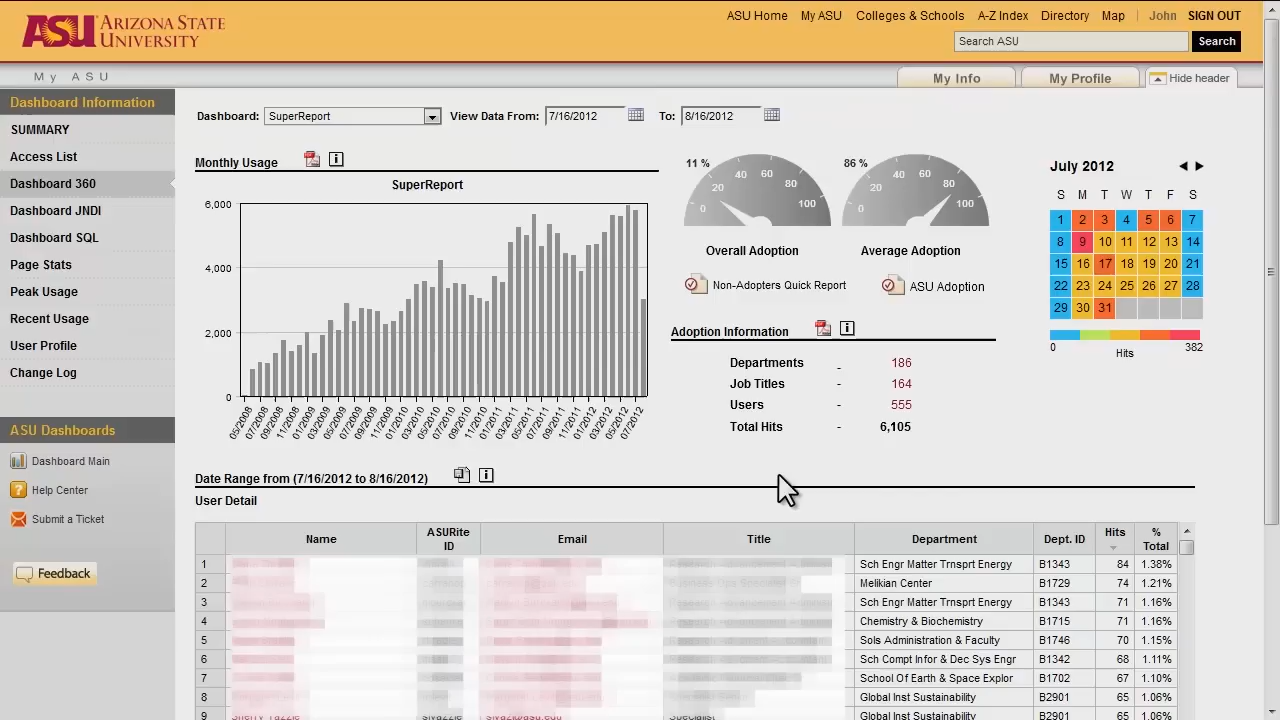 ASU ARIZONA STATE UNIVERSITY
ASU Home My ASU Colleges & Schools A-Z Index Directory Map John SIGN OUT
Search ASU Search
My ASU
My Info My Profile Hide header
Dashboard Information
SUMMARY
Access List
Dashboard 360
Dashboard JNDI
Dashboard SQL
Page Stats
Peak Usage
Recent Usage
User Profile
Change Log
ASU Dashboards
Dashboard Main
Help Center
Submit a Ticket
Feedback
Dashboard: SuperReport View Data From: 7/16/2012 To: 8/16/2012
Monthly Usage
SuperReport
6,000
4,000
2,000
0
05/2008 07/2008 09/2008 11/2008 01/2009 03/2009 05/2009 07/2009 09/2009 11/2009 01/2010 03/2010 05/2010 07/2010 09/2010 11/2010 01/2011 03/2011 05/2011 07/2011 09/2011 11/2011 01/2012 03/2012 05/2012 07/2012
11 %
0 20 40 60 80 100
Overall Adoption
86 %
0 20 40 60 80 100
Average Adoption
Non-Adopters Quick Report ASU Adoption
Adoption Information
Departments - 186
Job Titles - 164
Users - 555
Total Hits - 6,105
July 2012
S M T W T F S
1 2 3 4 5 6 7
8 9 10 11 12 13 14
15 16 17 18 19 20 21
22 23 24 25 26 27 28
29 30 31
0 382
Hits
Date Range from (7/16/2012 to 8/16/2012)
User Detail
Name ASURite ID Email Title Department Dept. ID Hits % Total
1 Sch Engr Matter Trnsprt Energy B1343 84 1.38%
2 Melikian Center B1729 74 1.21%
3 Sch Engr Matter Trnsprt Energy B1343 71 1.16%
4 Chemistry & Biochemistry B1715 71 1.16%
5 Sols Administration & Faculty B1746 70 1.15%
6 Sch Compt Infor & Dec Sys Engr B1342 68 1.11%
7 School Of Earth & Space Explor B1702 67 1.10%
8 Global Inst Sustainability B2901 65 1.06%
9 Specialist Global Inst Sustainability B2901 65 1.06%